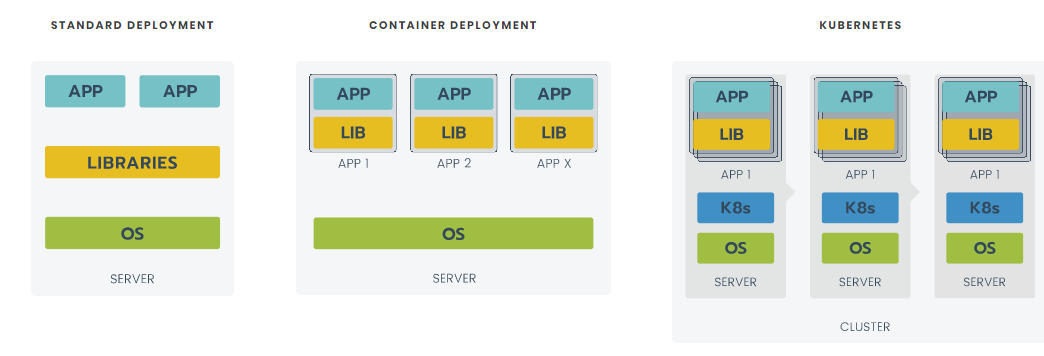 STANDARD DEPLOYMENT
APP APP
LIBRARIES
OS
SERVER
CONTAINER DEPLOYMENT
APP APP APP
LIB LIB LIB
APP 1 APP 2 APP X
OS
SERVER
KUBERNETES
APP APP APP
LIB LIB LIB
APP 1 APP 1 APP 1
K8s K8s K8s
OS OS OS
SERVER SERVER SERVER
CLUSTER